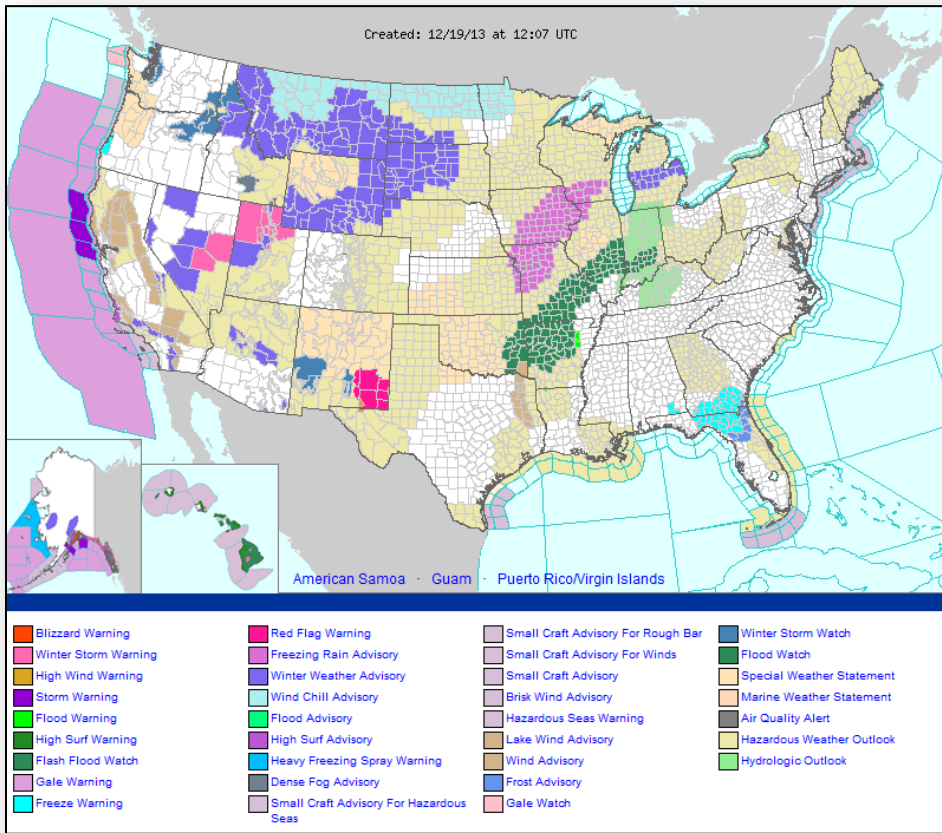 Created: 12/19/13 at 12:07 UTC
American Samoa · Guam · Puerto Rico/Virgin Islands
Blizzard Warning
Winter Storm Warning
High Wind Warning
Storm Warning
Flood Warning
High Surf Warning
Flash Flood Watch
Gale Warning
Freeze Warning
Red Flag Warning
Freezing Rain Advisory
Winter Weather Advisory
Wind Chill Advisory
Flood Advisory
High Surf Advisory
Heavy Freezing Spray Warning
Dense Fog Advisory
Small Craft Advisory For Hazardous
Seas
Small Craft Advisory For Rough Bar
Small Craft Advisory For Winds
Small Craft Advisory
Brisk Wind Advisory
Hazardous Seas Warning
Lake Wind Advisory
Wind Advisory
Frost Advisory
Gale Watch
Winter Storm Watch
Flood Watch
Special Weather Statement
Marine Weather Statement
Air Quality Alert
Hazardous Weather Outlook
Hydrologic Outlook